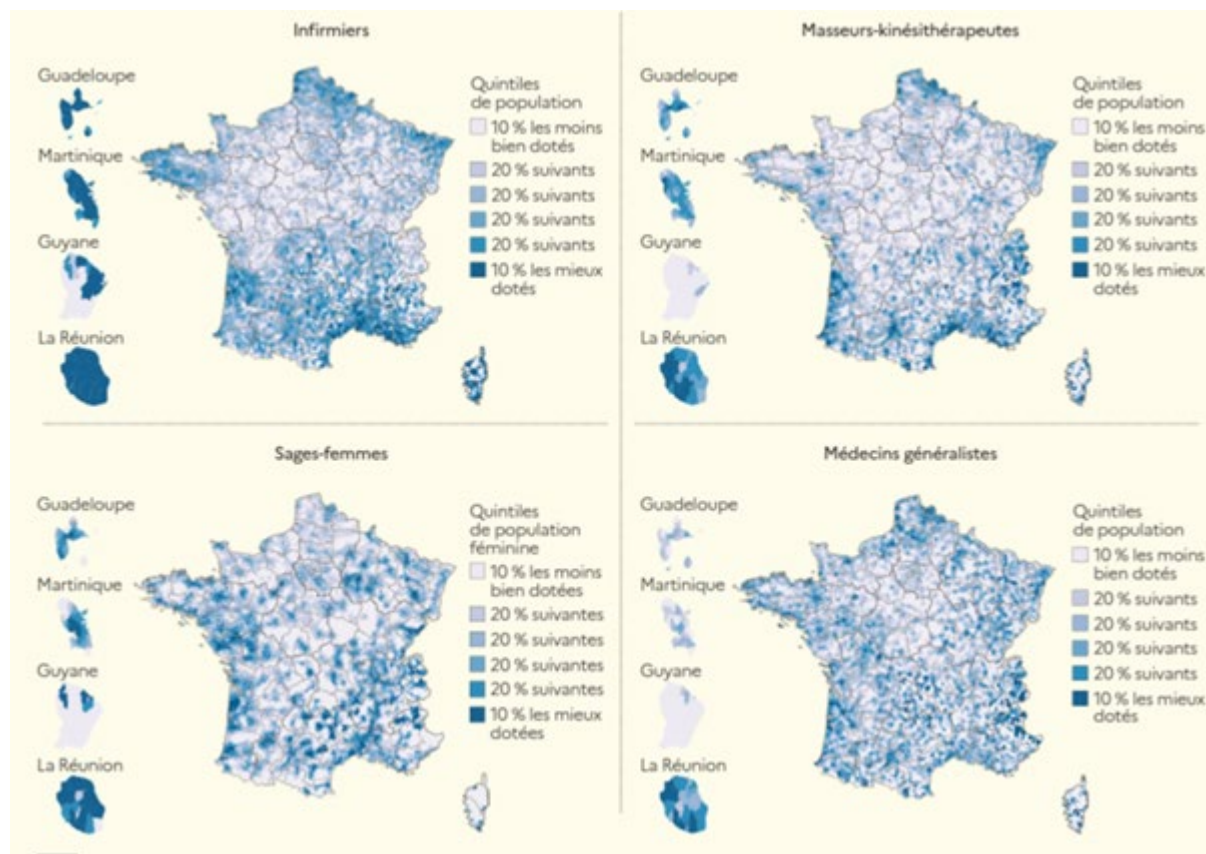 Infirmiers
Guadeloupe
Martinique
Guyane
La Réunion
Quintiles
de population
10 % les moins
bien dotés
20 % suivants
20 % suivants
20 % suivants
20 % suivants
10 % les mieux
dotés
Masseurs-kinésithérapeutes
Guadeloupe
Martinique
Guyane
La Réunion
Quintiles
de population
10 % les moins
bien dotés
20 % suivants
20 % suivants
20 % suivants
20 % suivants
10 % les mieux
dotés
Sages-femmes
Guadeloupe
Martinique
Guyane
La Réunion
Quintiles
de population
féminine
10 % les moins
bien dotées
20 % suivantes
20 % suivantes
20 % suivantes
20 % suivantes
10 % les mieux
dotées
Médecins généralistes
Guadeloupe
Martinique
Guyane
La Réunion
Quintiles
de population
10 % les moins
bien dotés
20 % suivants
20 % suivants
20 % suivants
20 % suivants
10 % les mieux
dotés